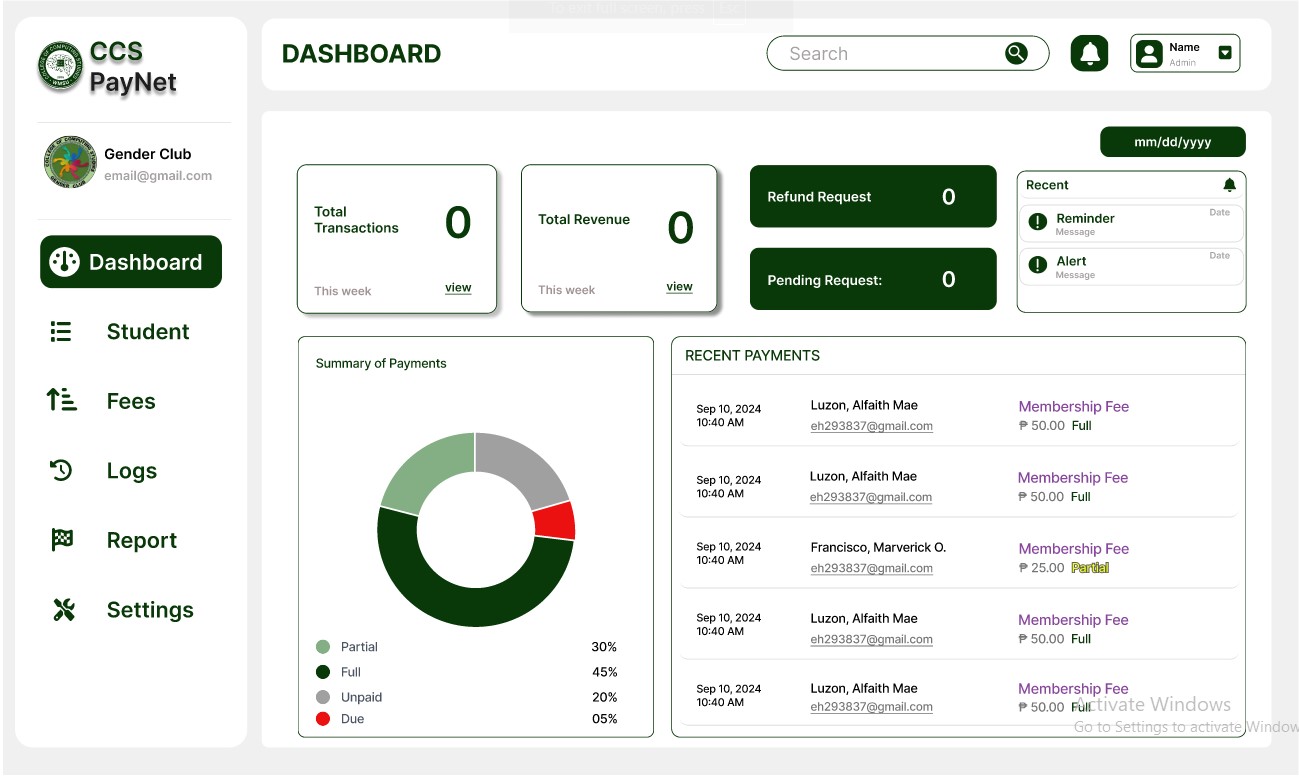 To exit full screen, press Esc
CCS
PayNet
DASHBOARD
Search
Name
Admin
Gender Club
email@gmail.com
mm/dd/yyyy
Dashboard
Student
Fees
Logs
Report
Settings
Total
Transactions
0
This week
view
Total Revenue
0
This week
view
Refund Request
0
Pending Request:
0
Recent
Reminder
Message
Date
Alert
Message
Date
Summary of Payments
Partial
30%
Full
45%
Unpaid
20%
Due
05%
RECENT PAYMENTS
Sep 10, 2024
10:40 AM
Luzon, Alfaith Mae
eh293837@gmail.com
Membership Fee
₱ 50.00 Full
Sep 10, 2024
10:40 AM
Luzon, Alfaith Mae
eh293837@gmail.com
Membership Fee
₱ 50.00 Full
Sep 10, 2024
10:40 AM
Francisco, Marverick O.
eh293837@gmail.com
Membership Fee
₱ 25.00 Partial
Sep 10, 2024
10:40 AM
Luzon, Alfaith Mae
eh293837@gmail.com
Membership Fee
₱ 50.00 Full
Sep 10, 2024
10:40 AM
Luzon, Alfaith Mae
eh293837@gmail.com
Membership Fee
₱ 50.00 Full
Activate Windows
Go to Settings to activate Window